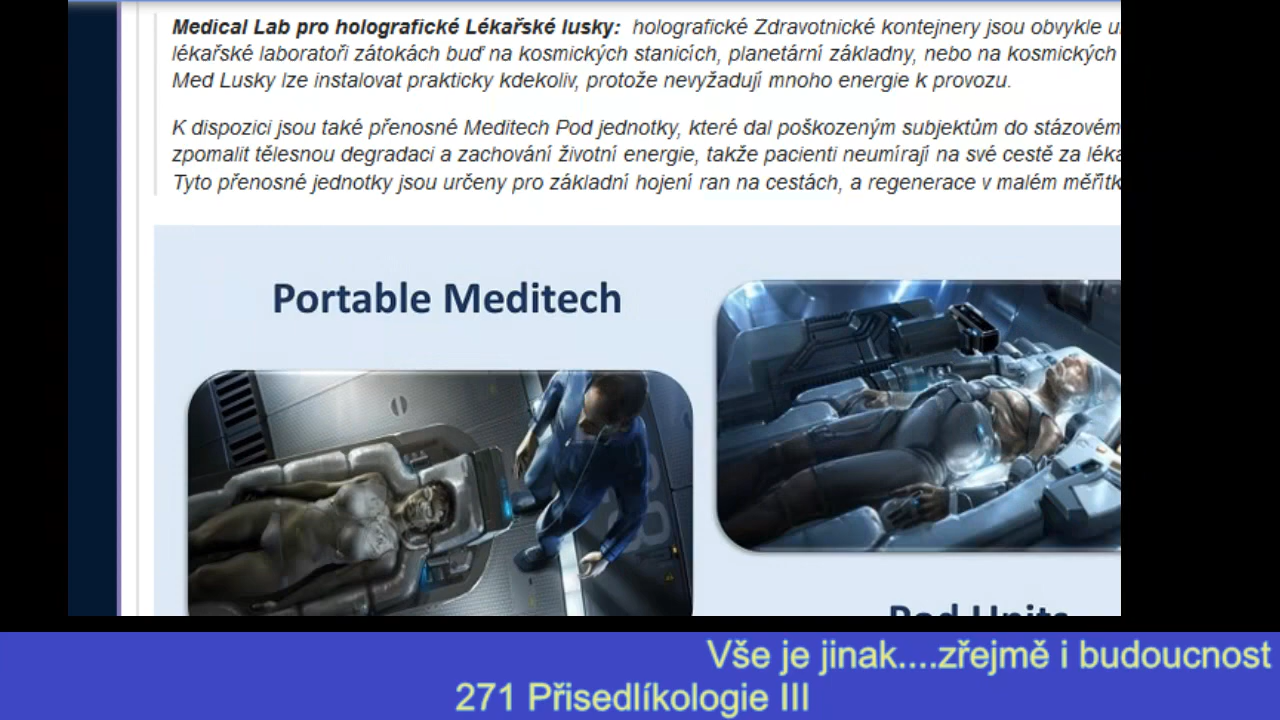 Medical Lab pro holografické Lékařské lusky: holografické Zdravotnické kontejnery jsou obvykle
lékařské laboratoři zátokách buď na kosmických stanicích, planetární základny, nebo na kosmických
Med Lusky lze instalovat prakticky kdekoliv, protože nevyžadují mnoho energie k provozu.
K dispozici jsou také přenosné Meditech Pod jednotky, které dal poškozeným subjektům do stázovém
zpomalit tělesnou degradaci a zachování životní energie, takže pacienti neumírají na své cestě za
Tyto přenosné jednotky jsou určeny pro základní hojení ran na cestách, a regenerace v malém
Portable Meditech
Pod Units
Vše je jinak....zřejmě i budoucnost
271 Přisedlíkologie III